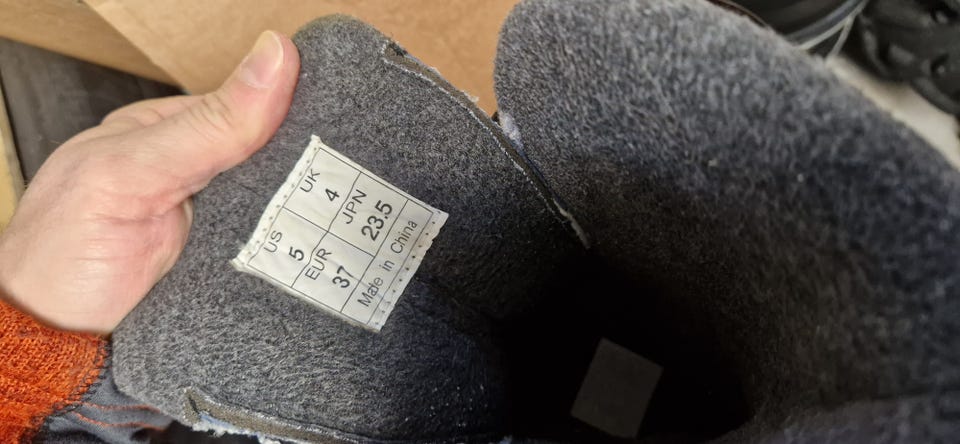 US UK
5 4
EUR JPN
37 23.5
Made in China